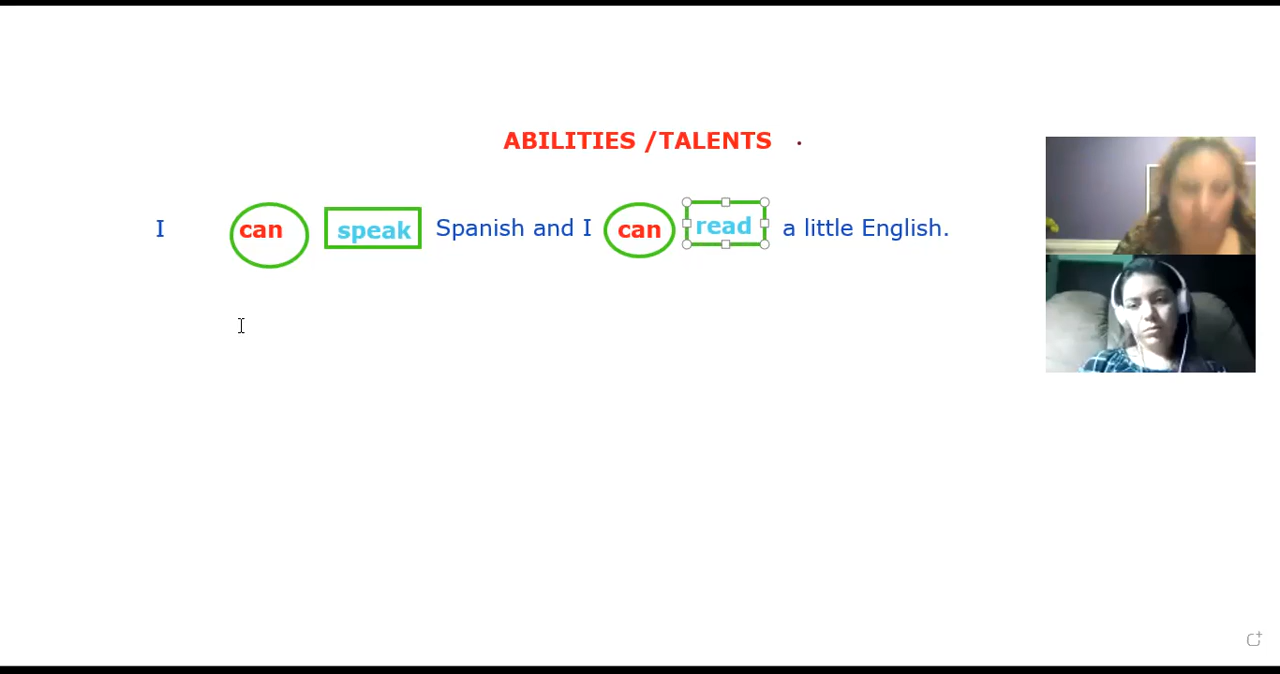 ABILITIES /TALENTS
I can speak Spanish and I can read a little English.